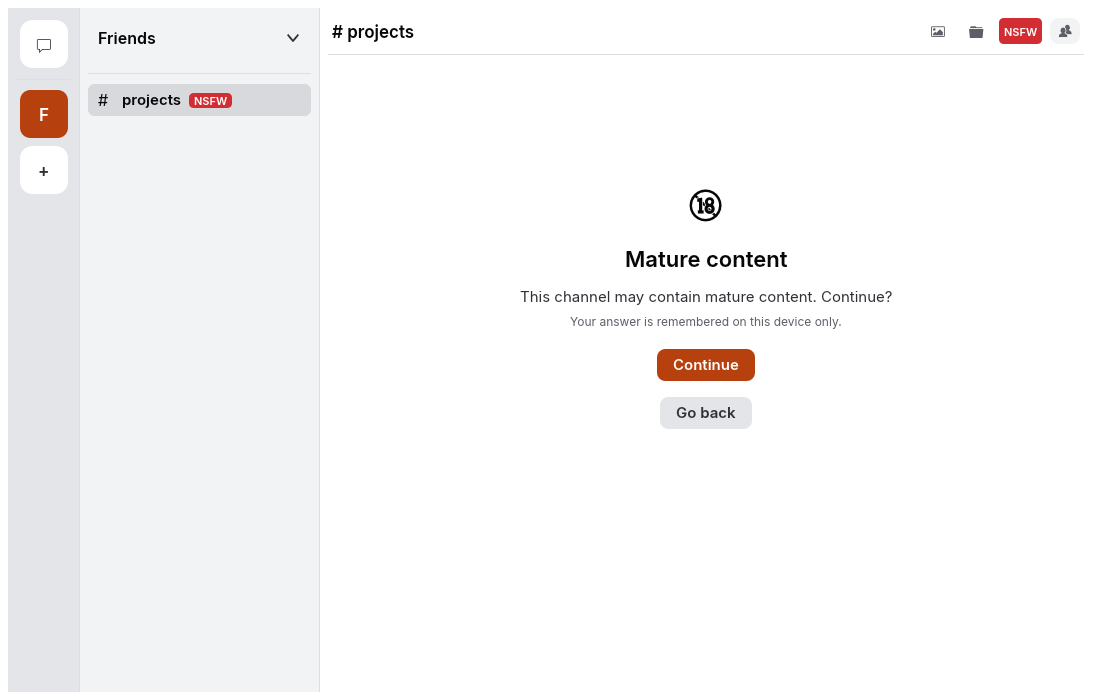 F
+
Friends
# projects NSFW
# projects
NSFW
18
Mature content
This channel may contain mature content. Continue?
Your answer is remembered on this device only.
Continue
Go back